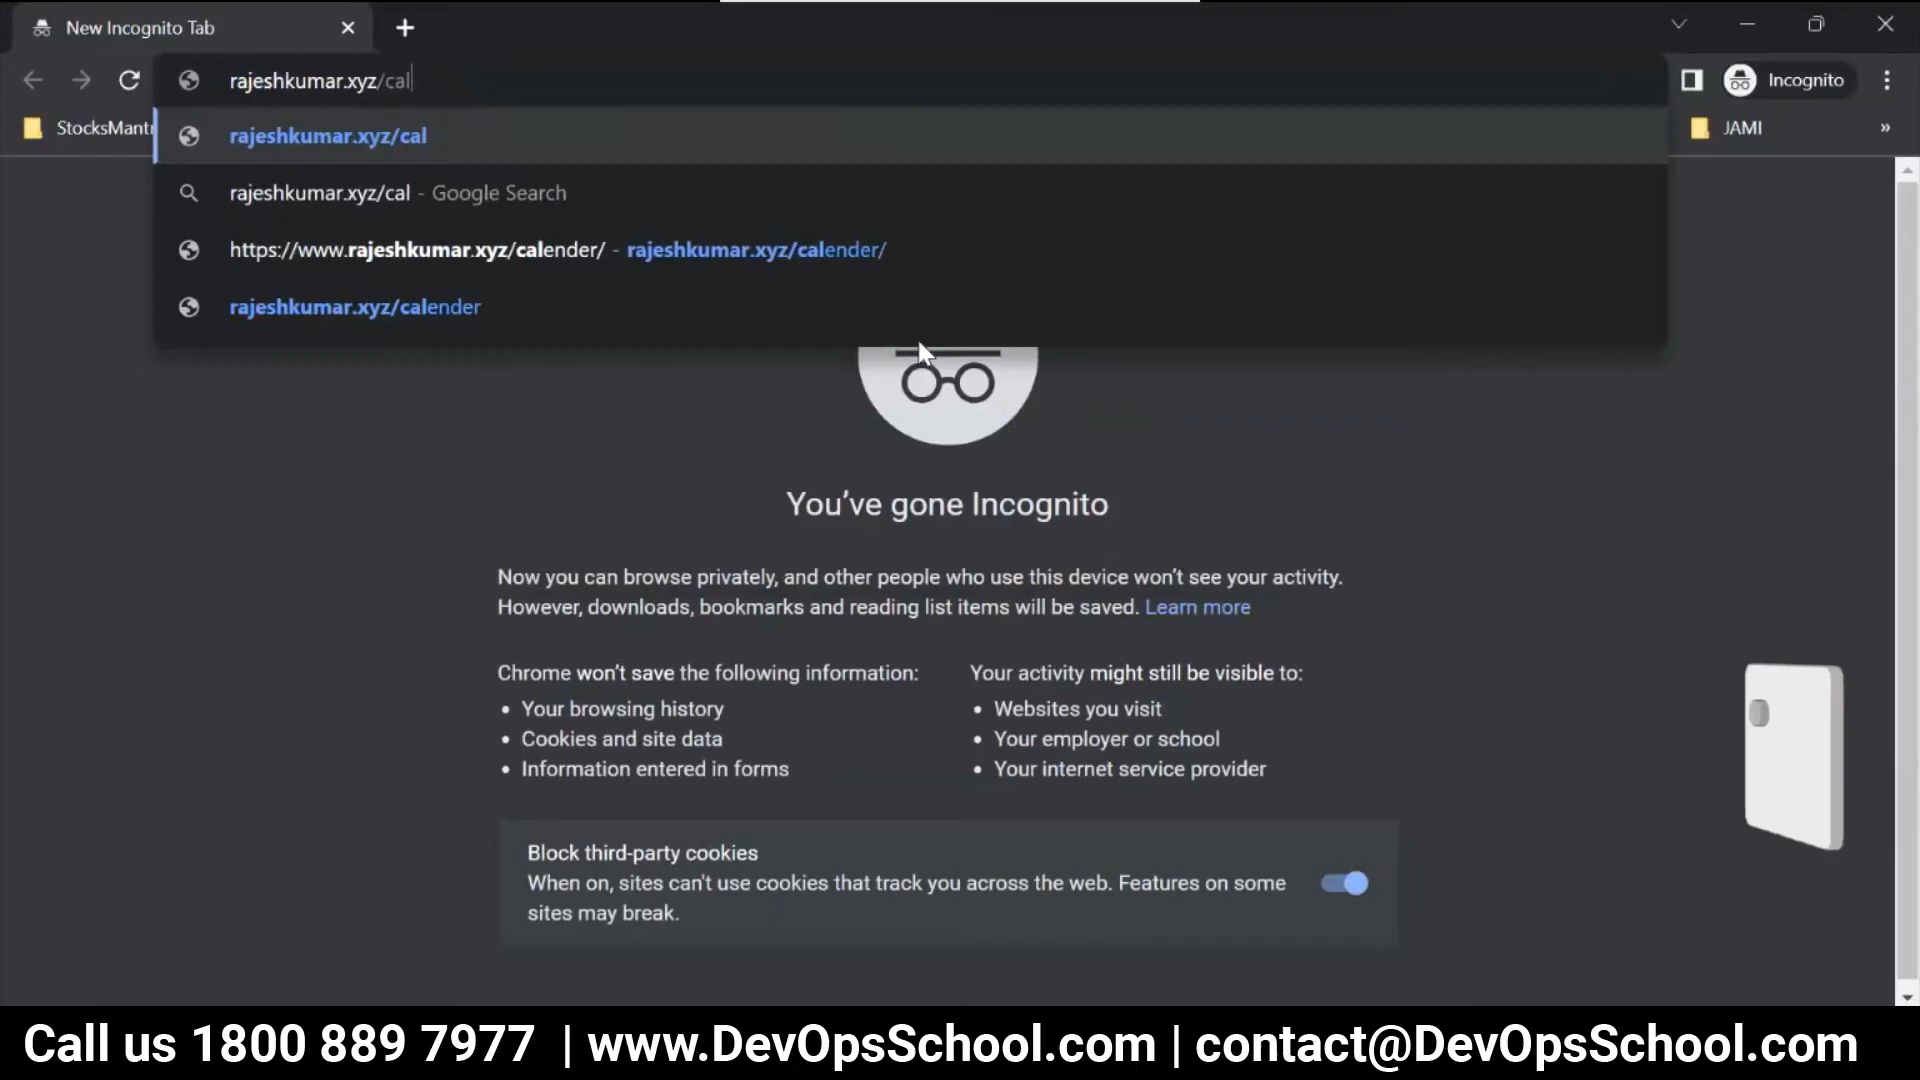 New Incognito Tab
rajeshkumar.xyz/cal
Incognito
StocksMantr
JAMI
rajeshkumar.xyz/cal
rajeshkumar.xyz/cal - Google Search
https://www.rajeshkumar.xyz/calender/ - rajeshkumar.xyz/calender/
rajeshkumar.xyz/calender
You've gone Incognito
Now you can browse privately, and other people who use this device won't see your activity.
However, downloads, bookmarks and reading list items will be saved. Learn more
Chrome won't save the following information:
• Your browsing history
• Cookies and site data
• Information entered in forms
Your activity might still be visible to:
• Websites you visit
• Your employer or school
• Your internet service provider
Block third-party cookies
When on, sites can't use cookies that track you across the web. Features on some
sites may break.
Call us 1800 889 7977 | www.DevOpsSchool.com | contact@DevOpsSchool.com